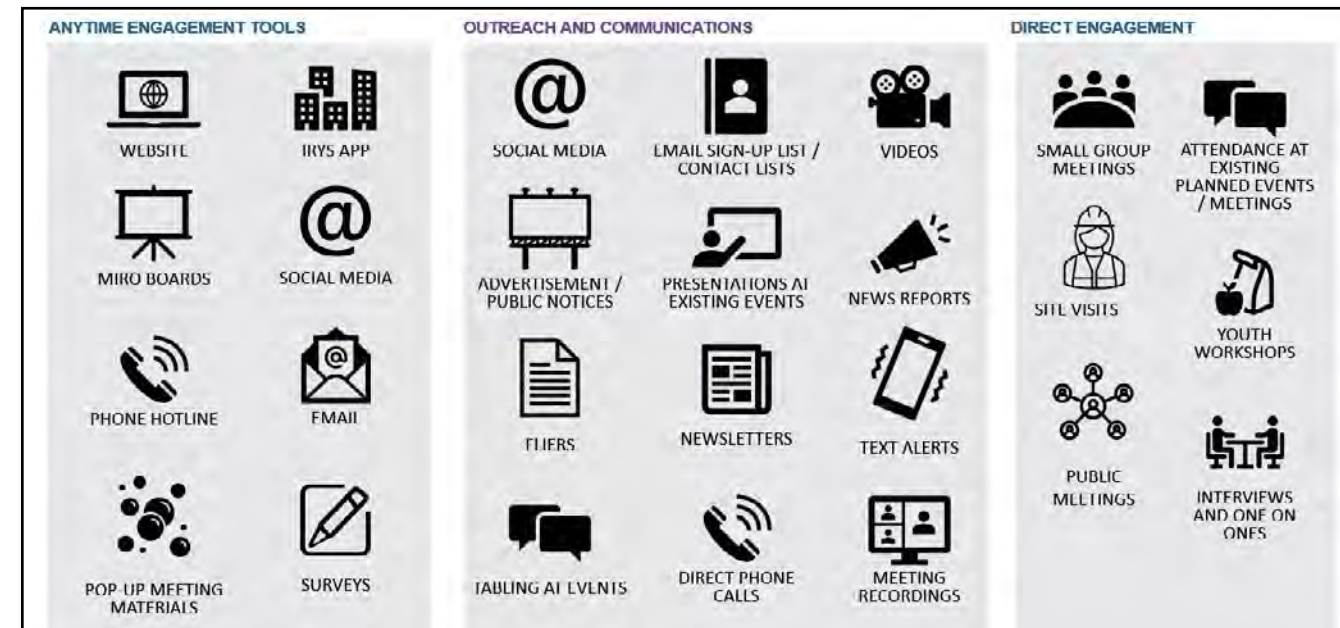 ANYTIME ENGAGEMENT TOOLS
WEBSITE
IRYS APP
MIRO BOARDS
SOCIAL MEDIA
PHONE HOTLINE
EMAIL
POP-UP MEETING
MATERIALS
SURVEYS
OUTREACH AND COMMUNICATIONS
SOCIAL MEDIA
EMAIL SIGN-UP LIST /
CONTACT LISTS
VIDEOS
ADVERTISEMENT /
PUBLIC NOTICES
PRESENTATIONS AT
EXISTING EVENTS
NEWS REPORTS
FLIERS
NEWSLETTERS
TEXT ALERTS
TABLING AT EVENTS
DIRECT PHONE
CALLS
MEETING
RECORDINGS
DIRECT ENGAGEMENT
SMALL GROUP
MEETINGS
ATTENDANCE AT
EXISTING
PLANNED EVENTS
/ MEETINGS
SITE VISITS
YOUTH
WORKSHOPS
PUBLIC
MEETINGS
INTERVIEWS
AND ONE ON
ONES